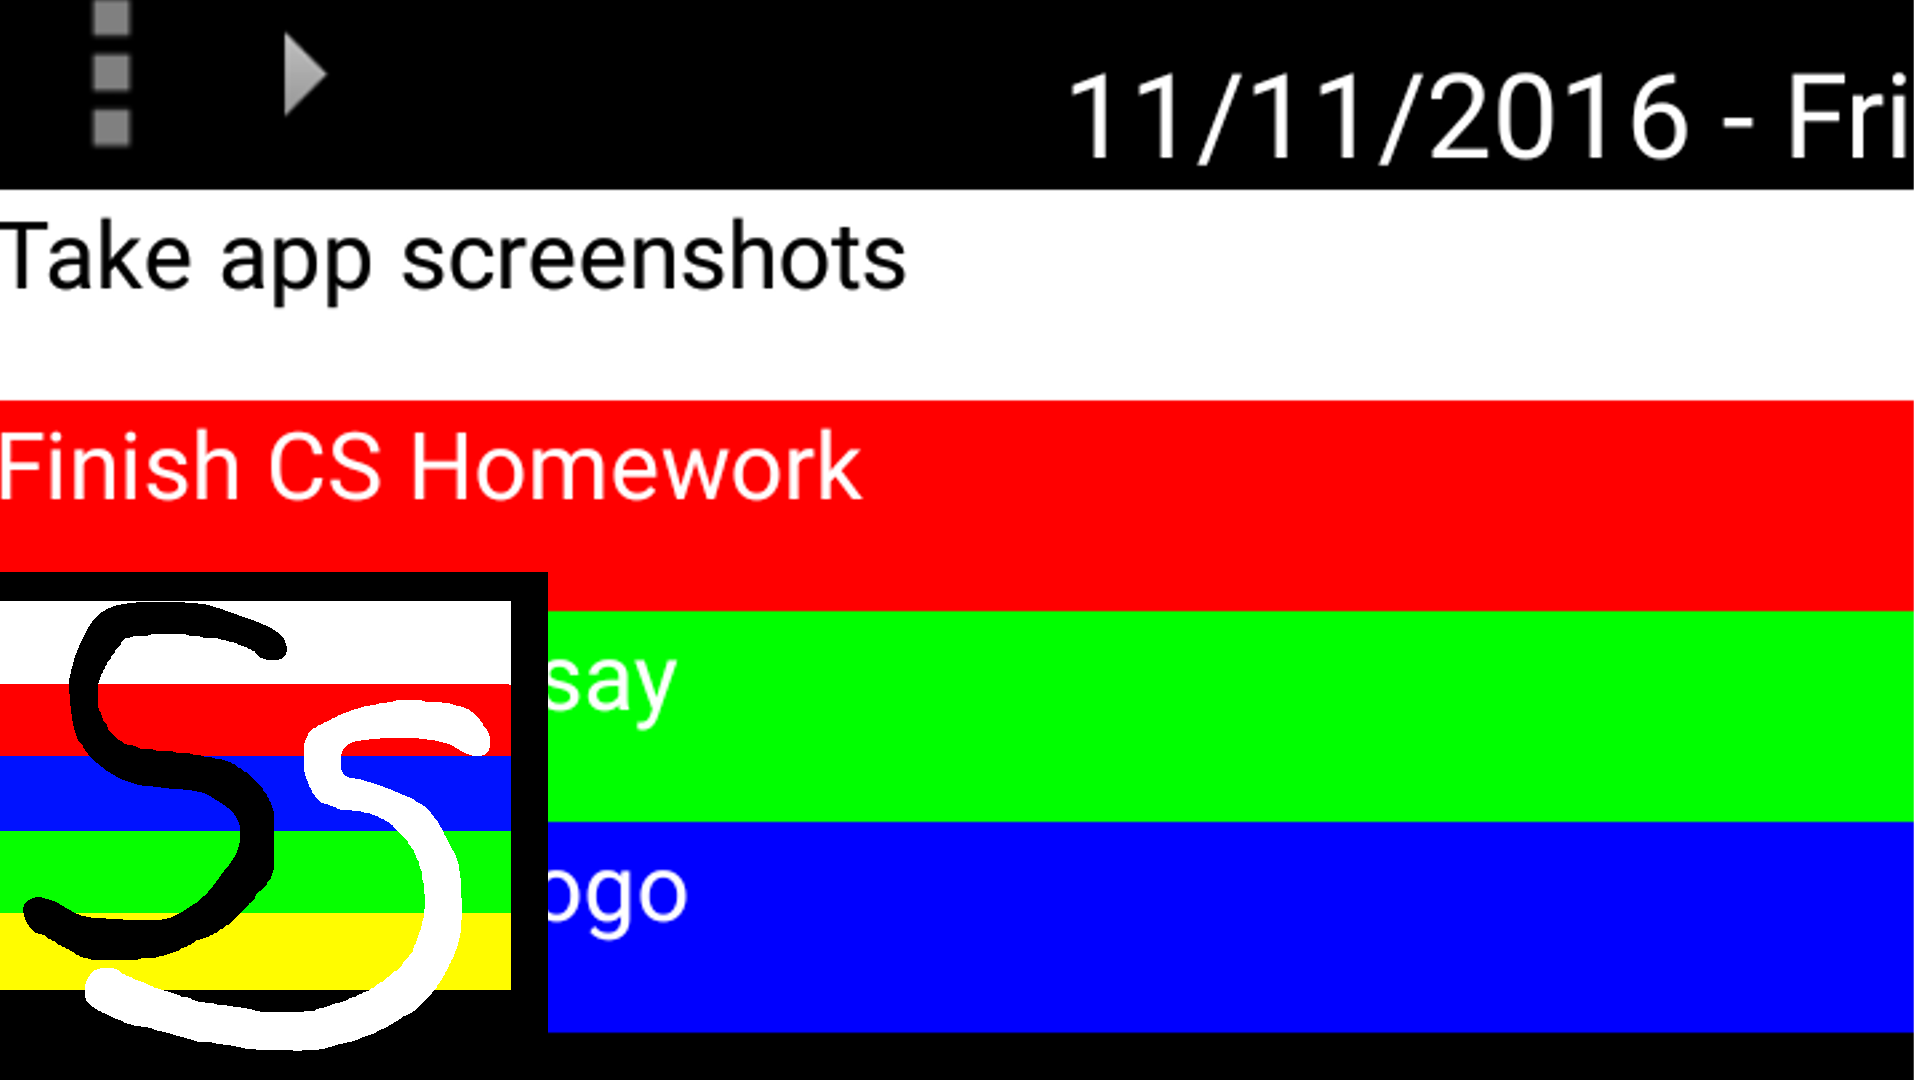 11/11/2016 - Fri
Take app screenshots
Finish CS Homework
say
ogo
SS